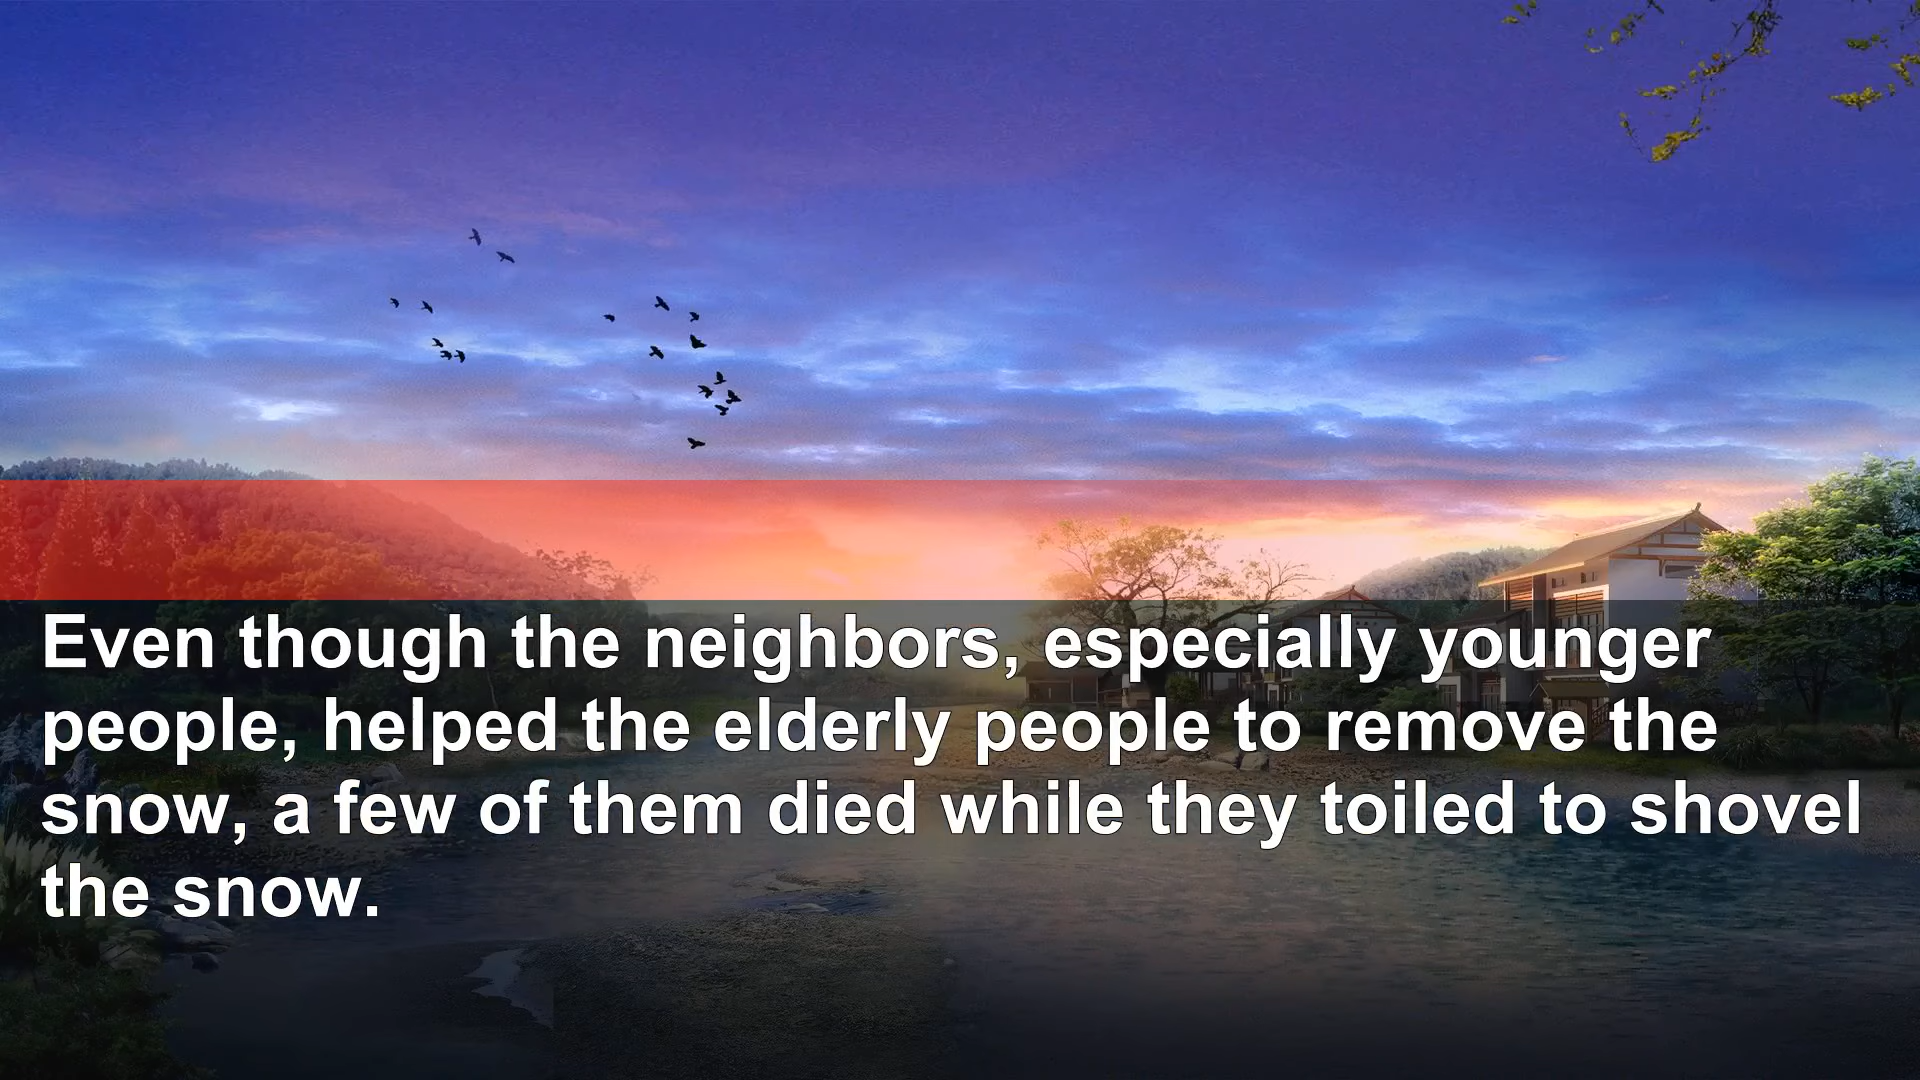 Even though the neighbors, especially younger
people, helped the elderly people to remove the
snow, a few of them died while they toiled to shovel
the snow.